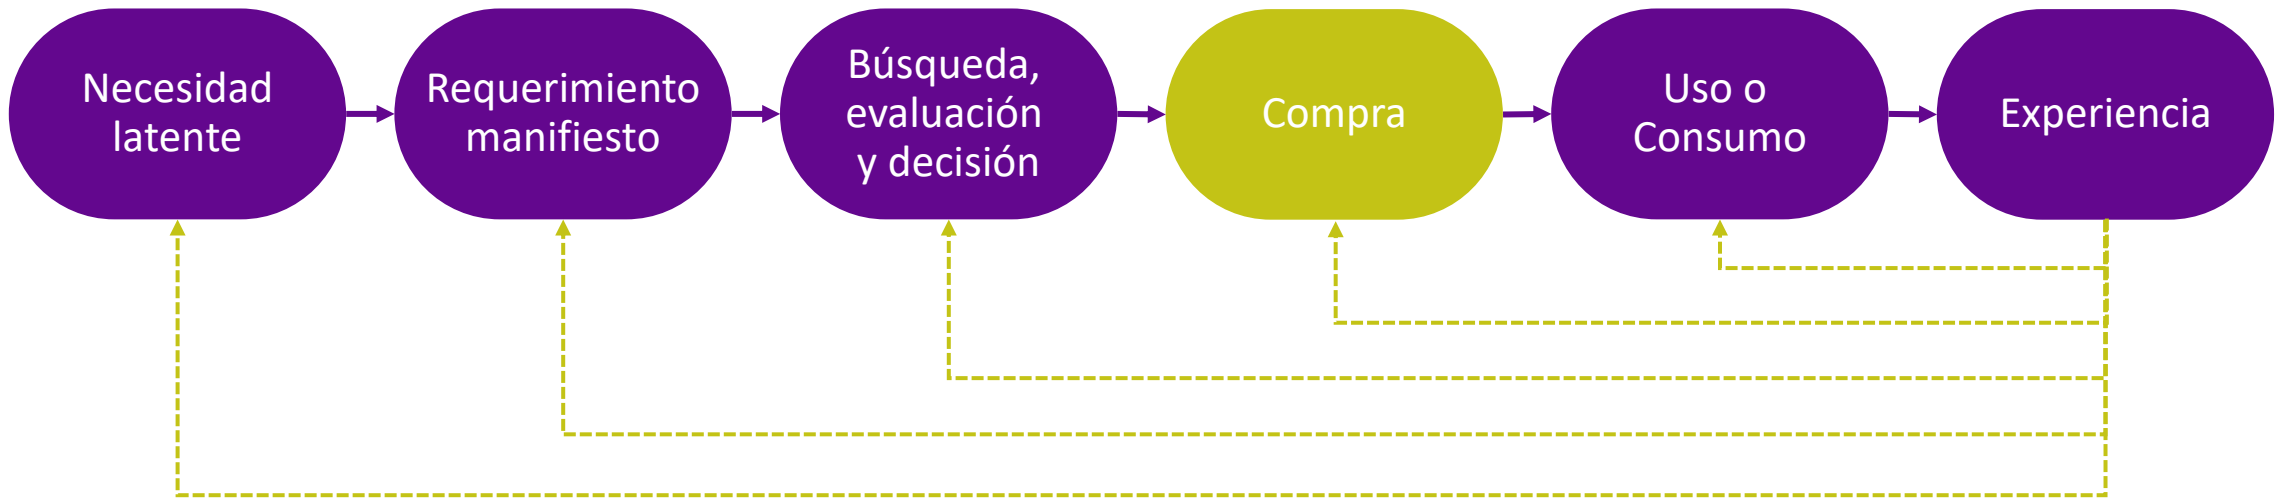 Necesidad
latente
Requerimiento
manifiesto
Búsqueda,
evaluación
y decisión
Compra
Uso o
Consumo
Experiencia